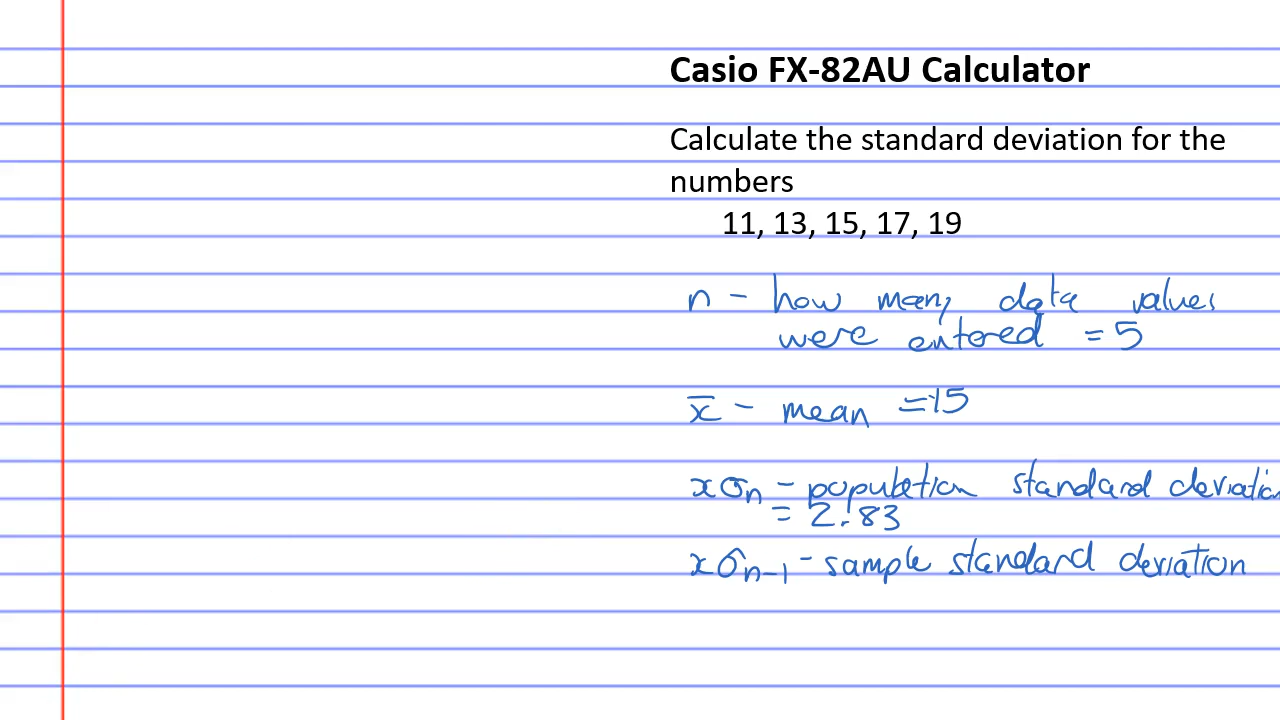 Casio FX-82AU Calculator
Calculate the standard deviation for the
numbers
11, 13, 15, 17, 19
n - how many data values
were entered = 5
x̄ - mean = 15
xσn - population standard deviation
= 2.83
xσn-1 - sample standard deviation